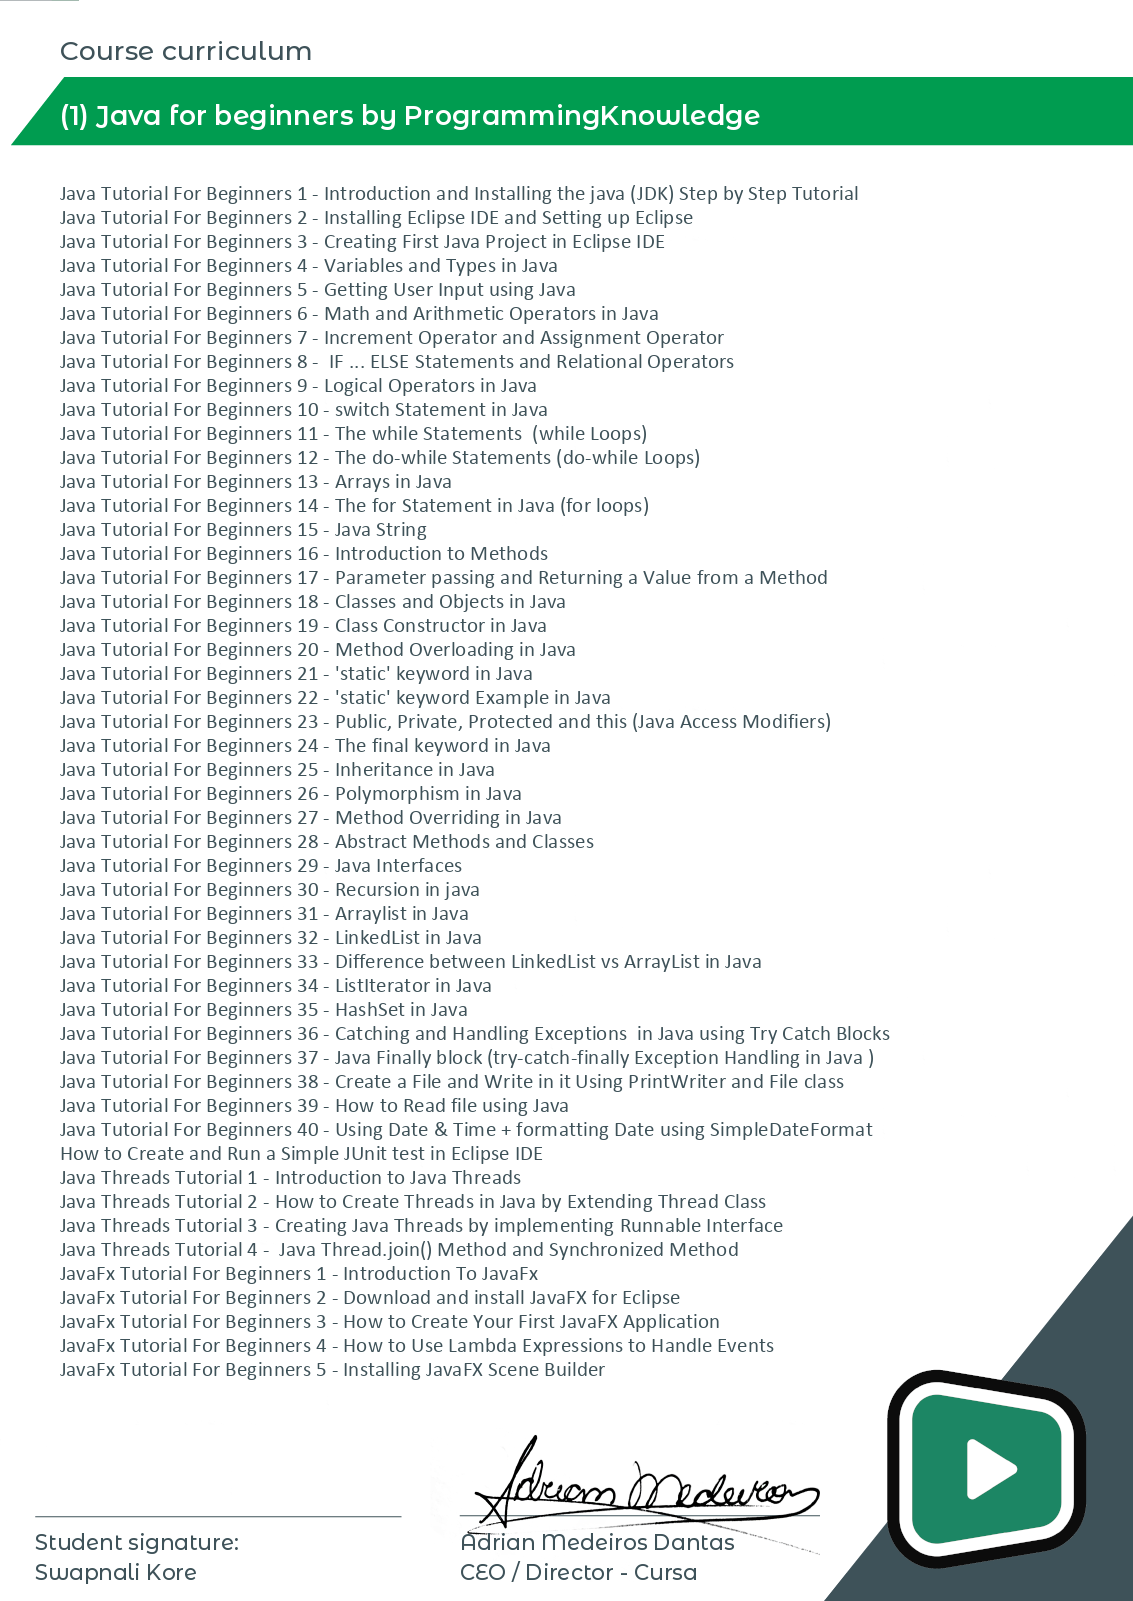 Course curriculum
(1) Java for beginners by ProgrammingKnowledge
Java Tutorial For Beginners 1 - Introduction and Installing the java (JDK) Step by Step Tutorial
Java Tutorial For Beginners 2 - Installing Eclipse IDE and Setting up Eclipse
Java Tutorial For Beginners 3 - Creating First Java Project in Eclipse IDE
Java Tutorial For Beginners 4 - Variables and Types in Java
Java Tutorial For Beginners 5 - Getting User Input using Java
Java Tutorial For Beginners 6 - Math and Arithmetic Operators in Java
Java Tutorial For Beginners 7 - Increment Operator and Assignment Operator
Java Tutorial For Beginners 8 -  IF ... ELSE Statements and Relational Operators
Java Tutorial For Beginners 9 - Logical Operators in Java
Java Tutorial For Beginners 10 - switch Statement in Java
Java Tutorial For Beginners 11 - The while Statements  (while Loops)
Java Tutorial For Beginners 12 - The do-while Statements (do-while Loops)
Java Tutorial For Beginners 13 - Arrays in Java
Java Tutorial For Beginners 14 - The for Statement in Java (for loops)
Java Tutorial For Beginners 15 - Java String
Java Tutorial For Beginners 16 - Introduction to Methods
Java Tutorial For Beginners 17 - Parameter passing and Returning a Value from a Method
Java Tutorial For Beginners 18 - Classes and Objects in Java
Java Tutorial For Beginners 19 - Class Constructor in Java
Java Tutorial For Beginners 20 - Method Overloading in Java
Java Tutorial For Beginners 21 - 'static' keyword in Java
Java Tutorial For Beginners 22 - 'static' keyword Example in Java
Java Tutorial For Beginners 23 - Public, Private, Protected and this (Java Access Modifiers)
Java Tutorial For Beginners 24 - The final keyword in Java
Java Tutorial For Beginners 25 - Inheritance in Java
Java Tutorial For Beginners 26 - Polymorphism in Java
Java Tutorial For Beginners 27 - Method Overriding in Java
Java Tutorial For Beginners 28 - Abstract Methods and Classes
Java Tutorial For Beginners 29 - Java Interfaces
Java Tutorial For Beginners 30 - Recursion in java
Java Tutorial For Beginners 31 - Arraylist in Java
Java Tutorial For Beginners 32 - LinkedList in Java
Java Tutorial For Beginners 33 - Difference between LinkedList vs ArrayList in Java
Java Tutorial For Beginners 34 - ListIterator in Java
Java Tutorial For Beginners 35 - HashSet in Java
Java Tutorial For Beginners 36 - Catching and Handling Exceptions  in Java using Try Catch Blocks
Java Tutorial For Beginners 37 - Java Finally block (try-catch-finally Exception Handling in Java )
Java Tutorial For Beginners 38 - Create a File and Write in it Using PrintWriter and File class
Java Tutorial For Beginners 39 - How to Read file using Java
Java Tutorial For Beginners 40 - Using Date & Time + formatting Date using SimpleDateFormat
How to Create and Run a Simple JUnit test in Eclipse IDE
Java Threads Tutorial 1 - Introduction to Java Threads
Java Threads Tutorial 2 - How to Create Threads in Java by Extending Thread Class
Java Threads Tutorial 3 - Creating Java Threads by implementing Runnable Interface
Java Threads Tutorial 4 -  Java Thread.join() Method and Synchronized Method
JavaFx Tutorial For Beginners 1 - Introduction To JavaFx
JavaFx Tutorial For Beginners 2 - Download and install JavaFX for Eclipse
JavaFx Tutorial For Beginners 3 - How to Create Your First JavaFX Application
JavaFx Tutorial For Beginners 4 - How to Use Lambda Expressions to Handle Events
JavaFx Tutorial For Beginners 5 - Installing JavaFX Scene Builder
Adrian Medeiros
Student signature:
Swapnali Kore
Adrian Medeiros Dantas
CEO / Director - Cursa